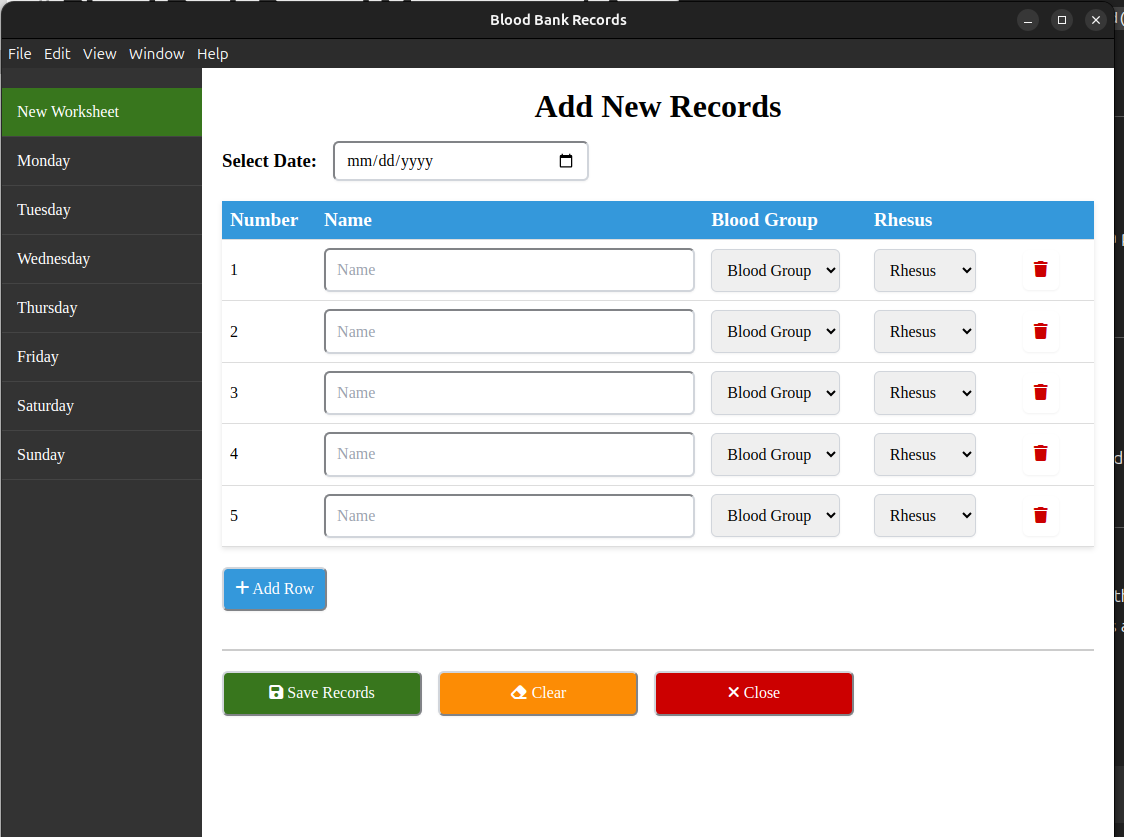 Blood Bank Records
File Edit View Window Help
New Worksheet
Monday
Tuesday
Wednesday
Thursday
Friday
Saturday
Sunday
Add New Records
Select Date: mm/dd/yyyy
Number Name Blood Group Rhesus
1 Name Blood Group Rhesus
2 Name Blood Group Rhesus
3 Name Blood Group Rhesus
4 Name Blood Group Rhesus
5 Name Blood Group Rhesus
Add Row
Save Records Clear Close